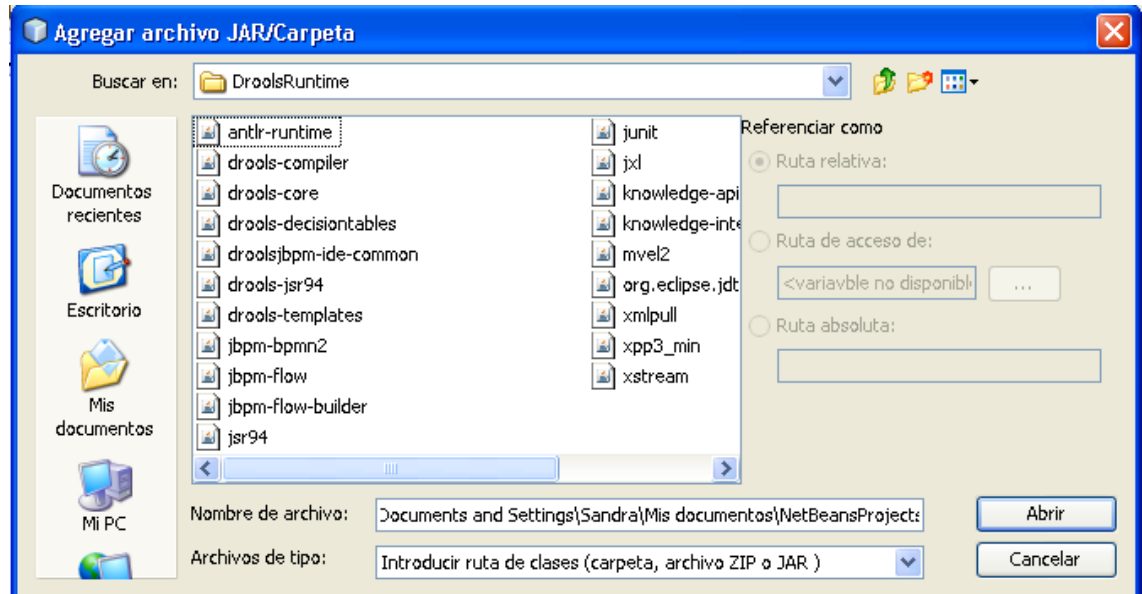 Agregar archivo JAR/Carpeta
Buscar en:
DroolsRuntime
Documentos
recientes
Escritorio
Mis
documentos
Mi PC
antlr-runtime
drools-compiler
drools-core
drools-decisiontables
droolsjbpm-ide-common
drools-jsr94
drools-templates
jbpm-bpmn2
jbpm-flow
jbpm-flow-builder
jsr94
junit
jxl
knowledge-api
knowledge-inte
mvel2
org.eclipse.jdt
xmlpull
xpp3_min
xstream
Referenciar como
Ruta relativa:
Ruta de acceso de:
<variavble no disponibl
...
Ruta absoluta:
Nombre de archivo:
Documents and Settings\Sandra\Mis documentos\NetBeansProjects
Abrir
Archivos de tipo:
Introducir ruta de clases (carpeta, archivo ZIP o JAR )
Cancelar